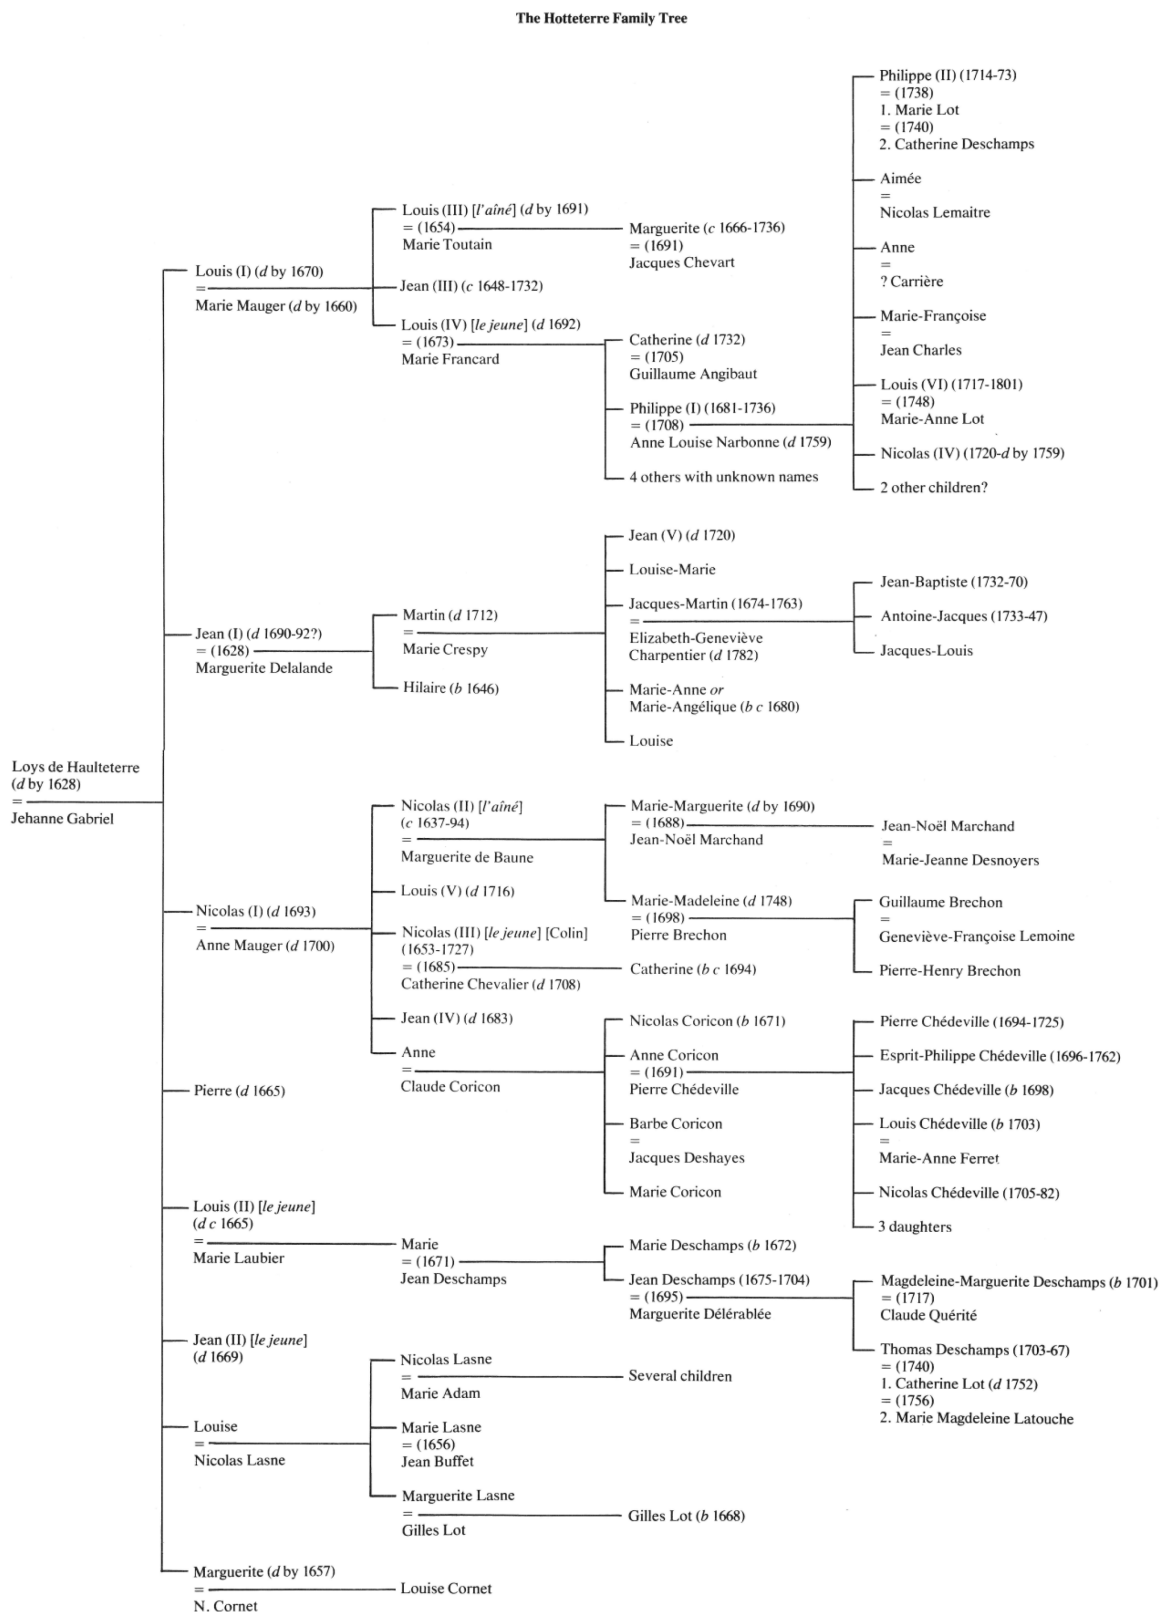 The Hotteterre Family Tree
Loys de Haulteterre
(d by 1628)
=
Jehanne Gabriel
Louis (I) (d by 1670)
=
Marie Mauger (d by 1660)
Louis (III) [l'aîné] (d by 1691)
= (1654)
Marie Toutain
Marguerite (c 1666-1736)
= (1691)
Jacques Chevart
Jean (III) (c 1648-1732)
Louis (IV) [le jeune] (d 1692)
= (1673)
Marie Francard
Catherine (d 1732)
= (1705)
Guillaume Angibaut
Philippe (I) (1681-1736)
= (1708)
Anne Louise Narbonne (d 1759)
4 others with unknown names
Philippe (II) (1714-73)
= (1738)
1. Marie Lot
= (1740)
2. Catherine Deschamps
Aimée
=
Nicolas Lemaitre
Anne
=
? Carrière
Marie-Françoise
=
Jean Charles
Louis (VI) (1717-1801)
= (1748)
Marie-Anne Lot
Nicolas (IV) (1720-d by 1759)
2 other children?
Jean (I) (d 1690-92?)
= (1628)
Marguerite Delalande
Martin (d 1712)
=
Marie Crespy
Hilaire (b 1646)
Jean (V) (d 1720)
Louise-Marie
Jacques-Martin (1674-1763)
=
Elizabeth-Geneviève
Charpentier (d 1782)
Marie-Anne or
Marie-Angélique (b c 1680)
Louise
Jean-Baptiste (1732-70)
Antoine-Jacques (1733-47)
Jacques-Louis
Nicolas (I) (d 1693)
=
Anne Mauger (d 1700)
Nicolas (II) [l'aîné]
(c 1637-94)
=
Marguerite de Baune
Marie-Marguerite (d by 1690)
= (1688)
Jean-Noël Marchand
Jean-Noël Marchand
=
Marie-Jeanne Desnoyers
Marie-Madeleine (d 1748)
= (1698)
Pierre Brechon
Guillaume Brechon
=
Geneviève-Françoise Lemoine
Pierre-Henry Brechon
Louis (V) (d 1716)
Nicolas (III) [le jeune] [Colin]
(1653-1727)
= (1685)
Catherine Chevalier (d 1708)
Catherine (b c 1694)
Jean (IV) (d 1683)
Anne
=
Claude Coricon
Nicolas Coricon (b 1671)
Anne Coricon
= (1691)
Pierre Chédeville
Barbe Coricon
=
Jacques Deshayes
Marie Coricon
Pierre Chédeville (1694-1725)
Esprit-Philippe Chédeville (1696-1762)
Jacques Chédeville (b 1698)
Louis Chédeville (b 1703)
=
Marie-Anne Ferret
Nicolas Chédeville (1705-82)
3 daughters
Pierre (d 1665)
Louis (II) [le jeune]
(d c 1665)
=
Marie Laubier
Marie
= (1671)
Jean Deschamps
Marie Deschamps (b 1672)
Jean Deschamps (1675-1704)
= (1695)
Marguerite Délérablée
Magdeleine-Marguerite Deschamps (b 1701)
= (1717)
Claude Quérité
Thomas Deschamps (1703-67)
= (1740)
1. Catherine Lot (d 1752)
= (1756)
2. Marie Magdeleine Latouche
Jean (II) [le jeune]
(d 1669)
Louise
=
Nicolas Lasne
Nicolas Lasne
=
Marie Adam
Several children
Marie Lasne
= (1656)
Jean Buffet
Marguerite Lasne
=
Gilles Lot
Gilles Lot (b 1668)
Marguerite (d by 1657)
=
N. Cornet
Louise Cornet